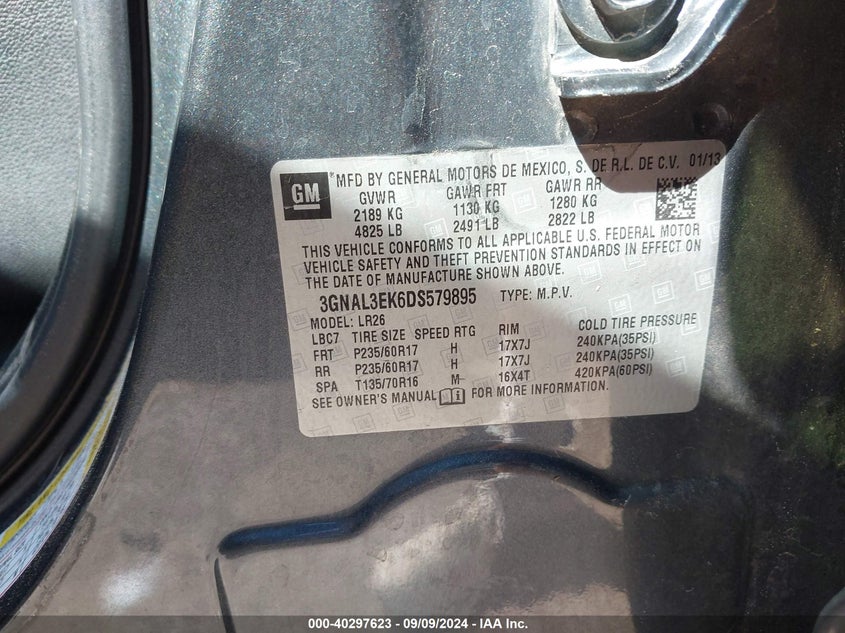 GM
*MFD BY GENERAL MOTORS DE MEXICO, S. DE R.L. DE C.V. 01/13
GVWR GAWR FRT GAWR RR
2189 KG 1130 KG 1280 KG
4825 LB 2491 LB 2822 LB
THIS VEHICLE CONFORMS TO ALL APPLICABLE U.S. FEDERAL MOTOR
VEHICLE SAFETY AND THEFT PREVENTION STANDARDS IN EFFECT ON
THE DATE OF MANUFACTURE SHOWN ABOVE.
3GNAL3EK6DS579895 TYPE: M.P.V.
MODEL: LR26
LBC7 TIRE SIZE SPEED RTG RIM COLD TIRE PRESSURE
FRT P235/60R17 H 17X7J 240KPA(35PSI)
RR P235/60R17 H 17X7J 240KPA(35PSI)
SPA T135/70R16 M 16X4T 420KPA(60PSI)
SEE OWNER'S MANUAL FOR MORE INFORMATION.
000-40297623 - 09/09/2024 - IAA Inc.